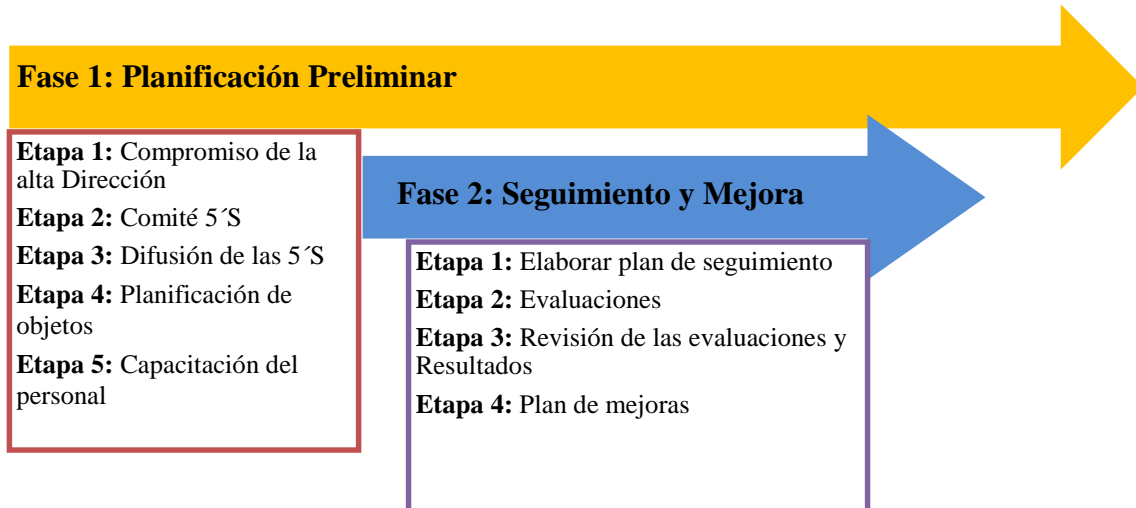 Fase 1: Planificación Preliminar
Etapa 1: Compromiso de la
alta Dirección
Etapa 2: Comité 5´S
Etapa 3: Difusión de las 5´S
Etapa 4: Planificación de
objetos
Etapa 5: Capacitación del
personal
Fase 2: Seguimiento y Mejora
Etapa 1: Elaborar plan de seguimiento
Etapa 2: Evaluaciones
Etapa 3: Revisión de las evaluaciones y
Resultados
Etapa 4: Plan de mejoras